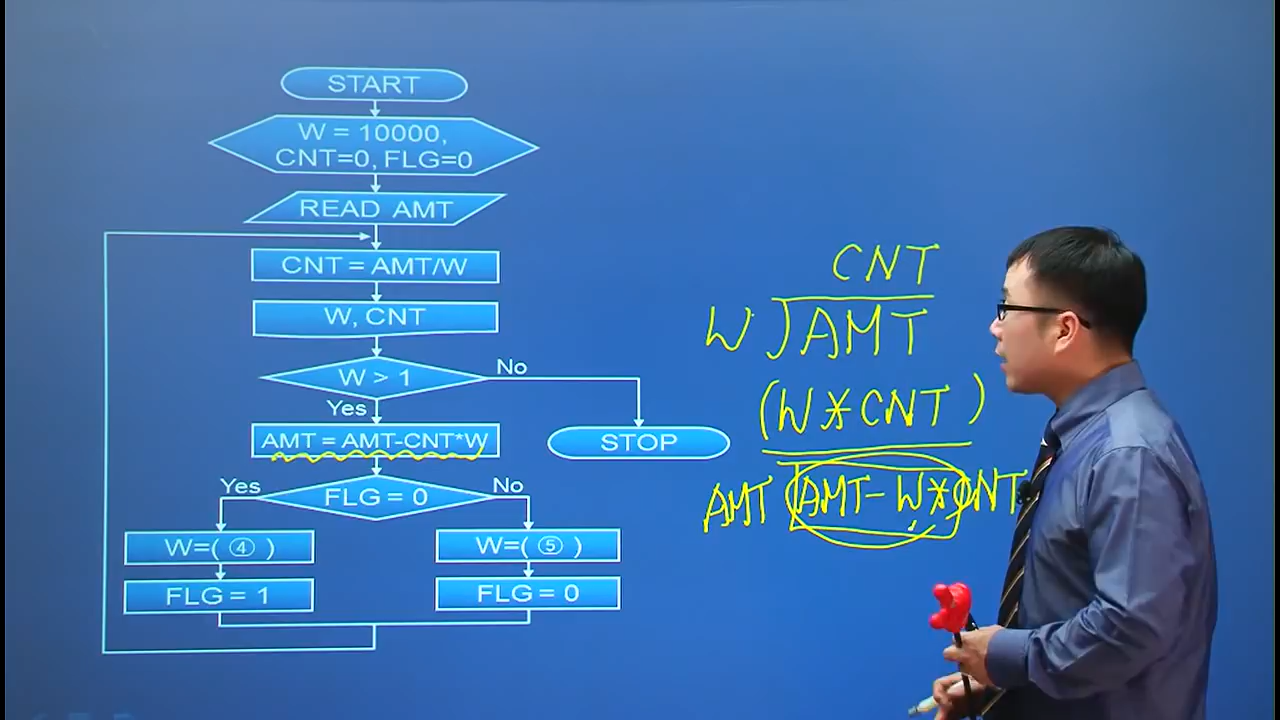 START
W = 10000,
CNT=0, FLG=0
READ AMT
CNT = AMT/W
W, CNT
W > 1
No
Yes
AMT = AMT-CNT*W
STOP
FLG = 0
Yes
No
W=( ④ )
W=( ⑤ )
FLG = 1
FLG = 0
CNT
W)AMT
(W*CNT)
AMT AMT-W*CNT